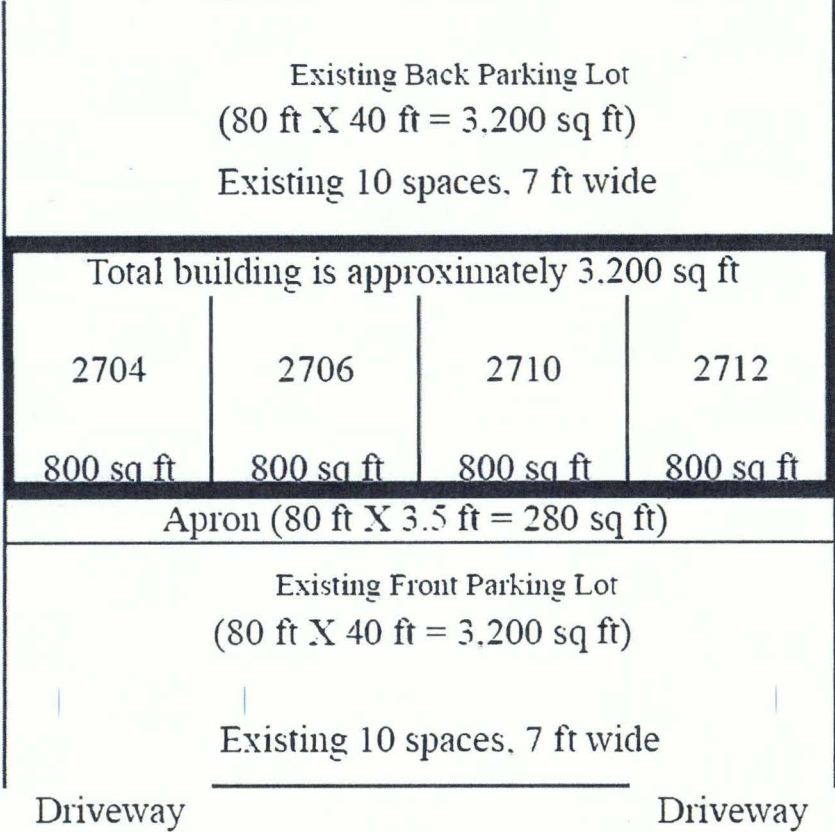 Existing Back Parking Lot
(80 ft X 40 ft = 3.200 sq ft)
Existing 10 spaces, 7 ft wide
Total building is approximately 3.200 sq ft
2704 2706 2710 2712
800 sq ft 800 sq ft 800 sq ft 800 sq ft
Apron (80 ft X 3.5 ft = 280 sq ft)
Existing Front Parking Lot
(80 ft X 40 ft = 3,200 sq ft)
Existing 10 spaces, 7 ft wide
Driveway Driveway